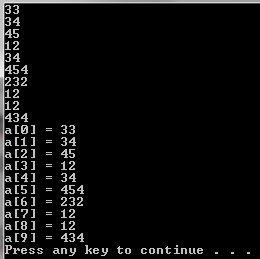 33
34
45
12
34
454
232
12
12
434
a[0] = 33
a[1] = 34
a[2] = 45
a[3] = 12
a[4] = 34
a[5] = 454
a[6] = 232
a[7] = 12
a[8] = 12
a[9] = 434
Press any key to continue . . .